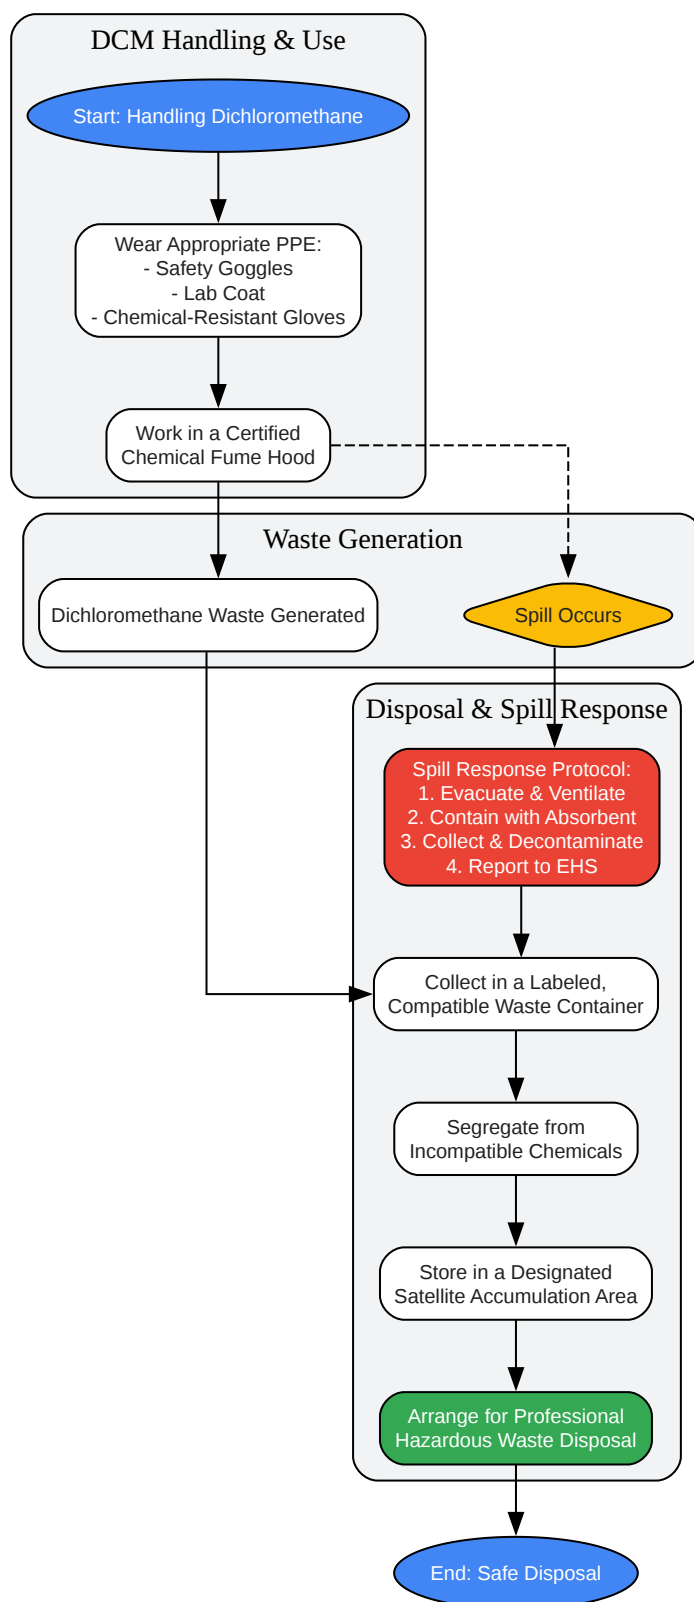 DCM Handling & Use
Start: Handling Dichloromethane
Wear Appropriate PPE:
- Safety Goggles
- Lab Coat
- Chemical-Resistant Gloves
Work in a Certified
Chemical Fume Hood
Waste Generation
Dichloromethane Waste Generated
Spill Occurs
Disposal & Spill Response
Spill Response Protocol:
1. Evacuate & Ventilate
2. Contain with Absorbent
3. Collect & Decontaminate
4. Report to EHS
Collect in a Labeled,
Compatible Waste Container
Segregate from
Incompatible Chemicals
Store in a Designated
Satellite Accumulation Area
Arrange for Professional
Hazardous Waste Disposal
End: Safe Disposal